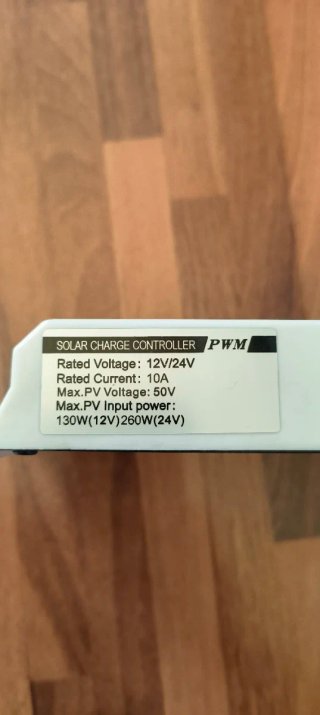 SOLAR CHARGE CONTROLLER PWM
Rated Voltage: 12V/24V
Rated Current: 10A
Max.PV Voltage: 50V
Max.PV Input power:
130W(12V)260W(24V)